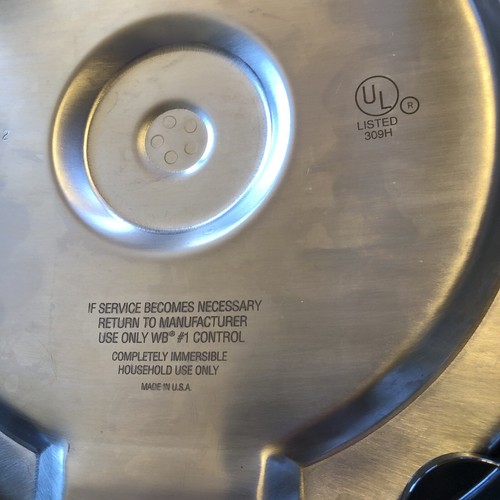 UL ®
LISTED
309H
IF SERVICE BECOMES NECESSARY
RETURN TO MANUFACTURER
USE ONLY WB® #1 CONTROL
COMPLETELY IMMERSIBLE
HOUSEHOLD USE ONLY
MADE IN U.S.A.